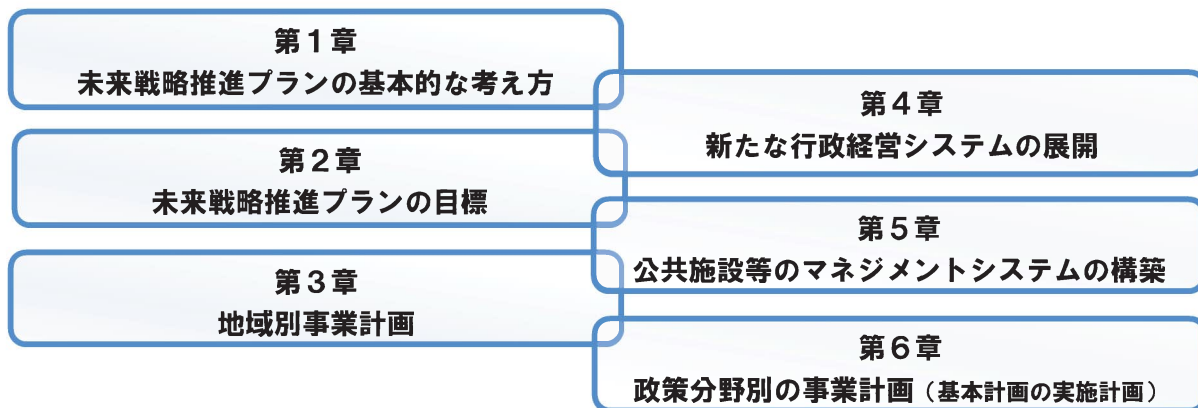 第１章
未来戦略推進プランの基本的な考え方
第２章
未来戦略推進プランの目標
第３章
地域別事業計画
第４章
新たな行政経営システムの展開
第５章
公共施設等のマネジメントシステムの構築
第６章
政策分野別の事業計画（基本計画の実施計画）